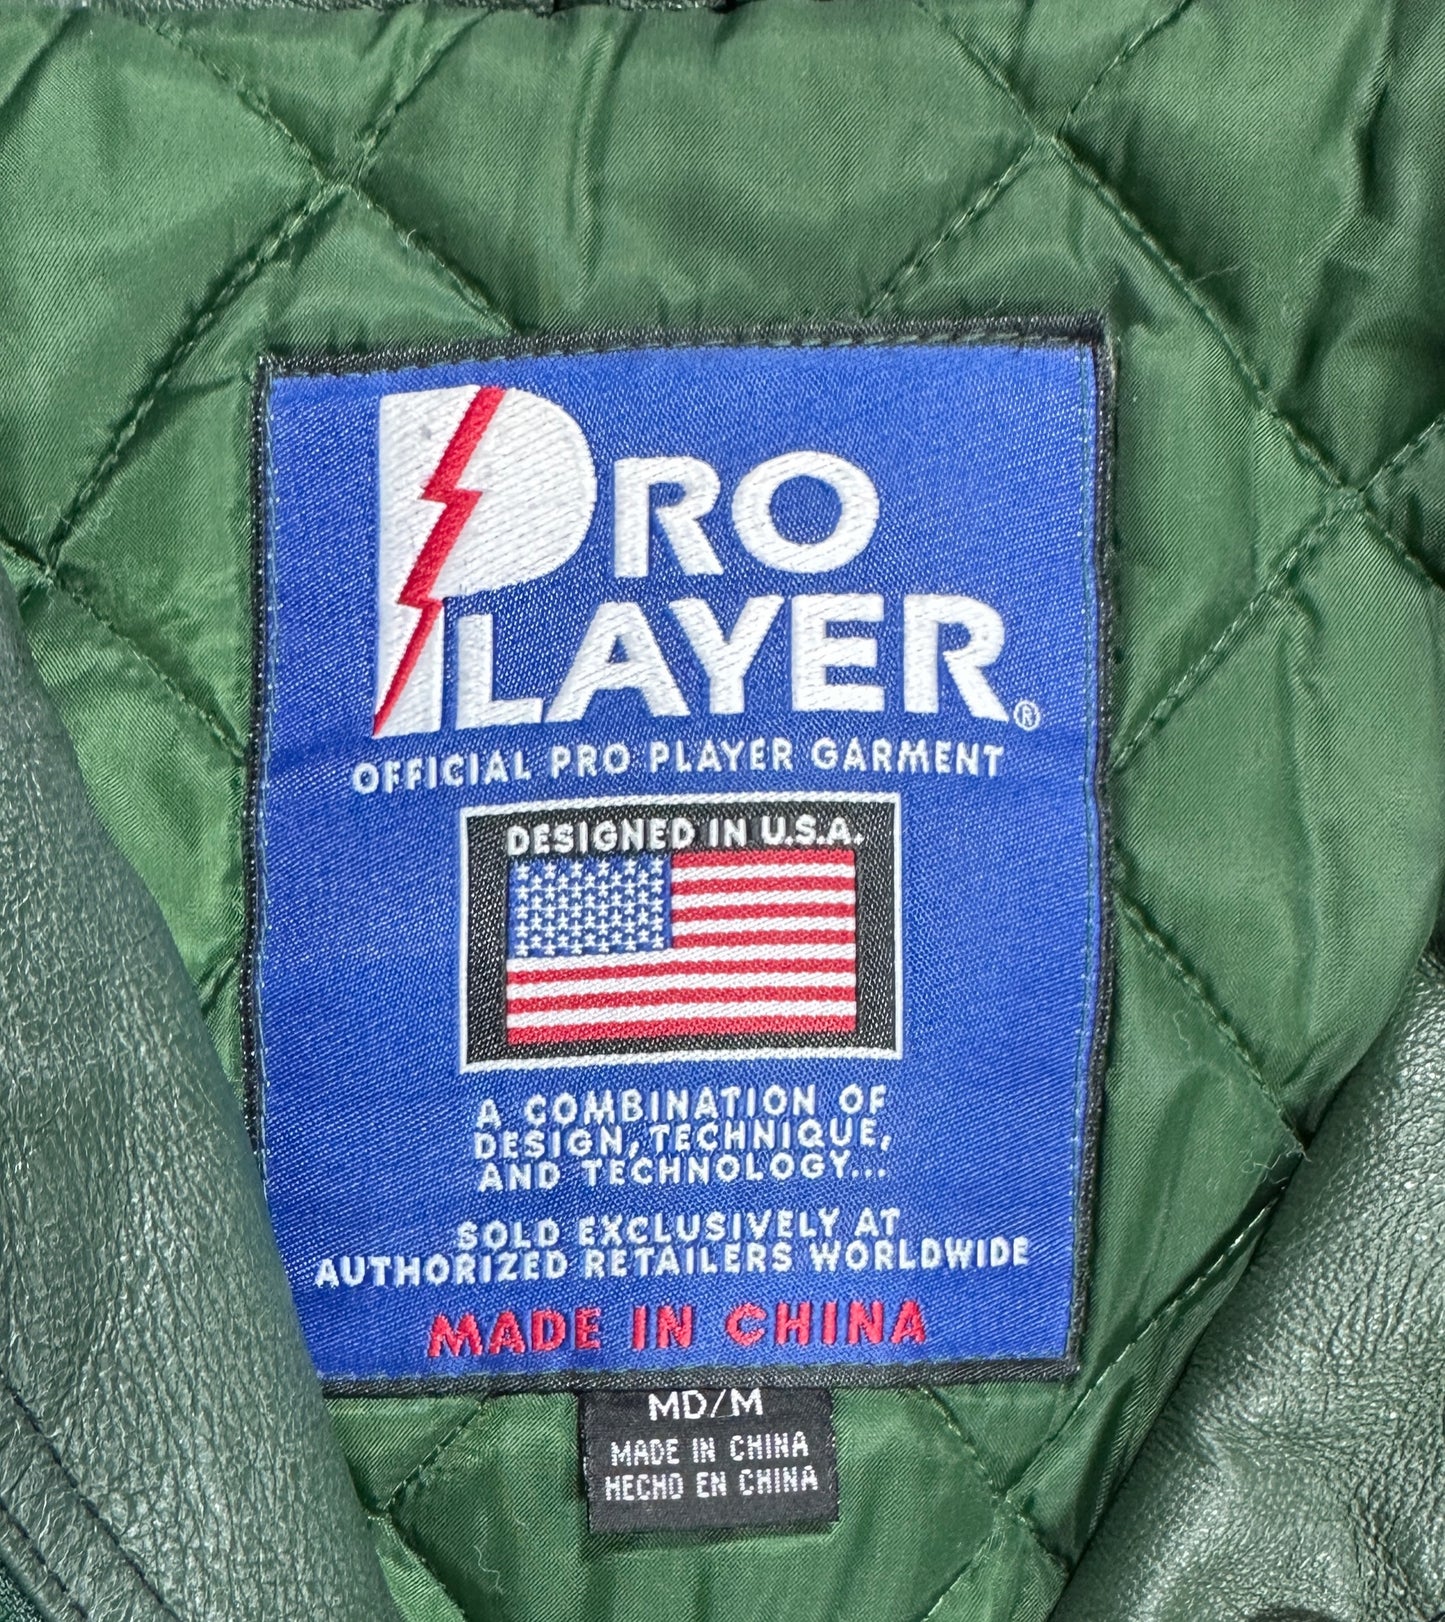 PRO
PLAYER®
OFFICIAL PRO PLAYER GARMENT
DESIGNED IN U.S.A.
A COMBINATION OF
DESIGN, TECHNIQUE,
AND TECHNOLOGY...
SOLD EXCLUSIVELY AT
AUTHORIZED RETAILERS WORLDWIDE
MADE IN CHINA
MD/M
MADE IN CHINA
HECHO EN CHINA